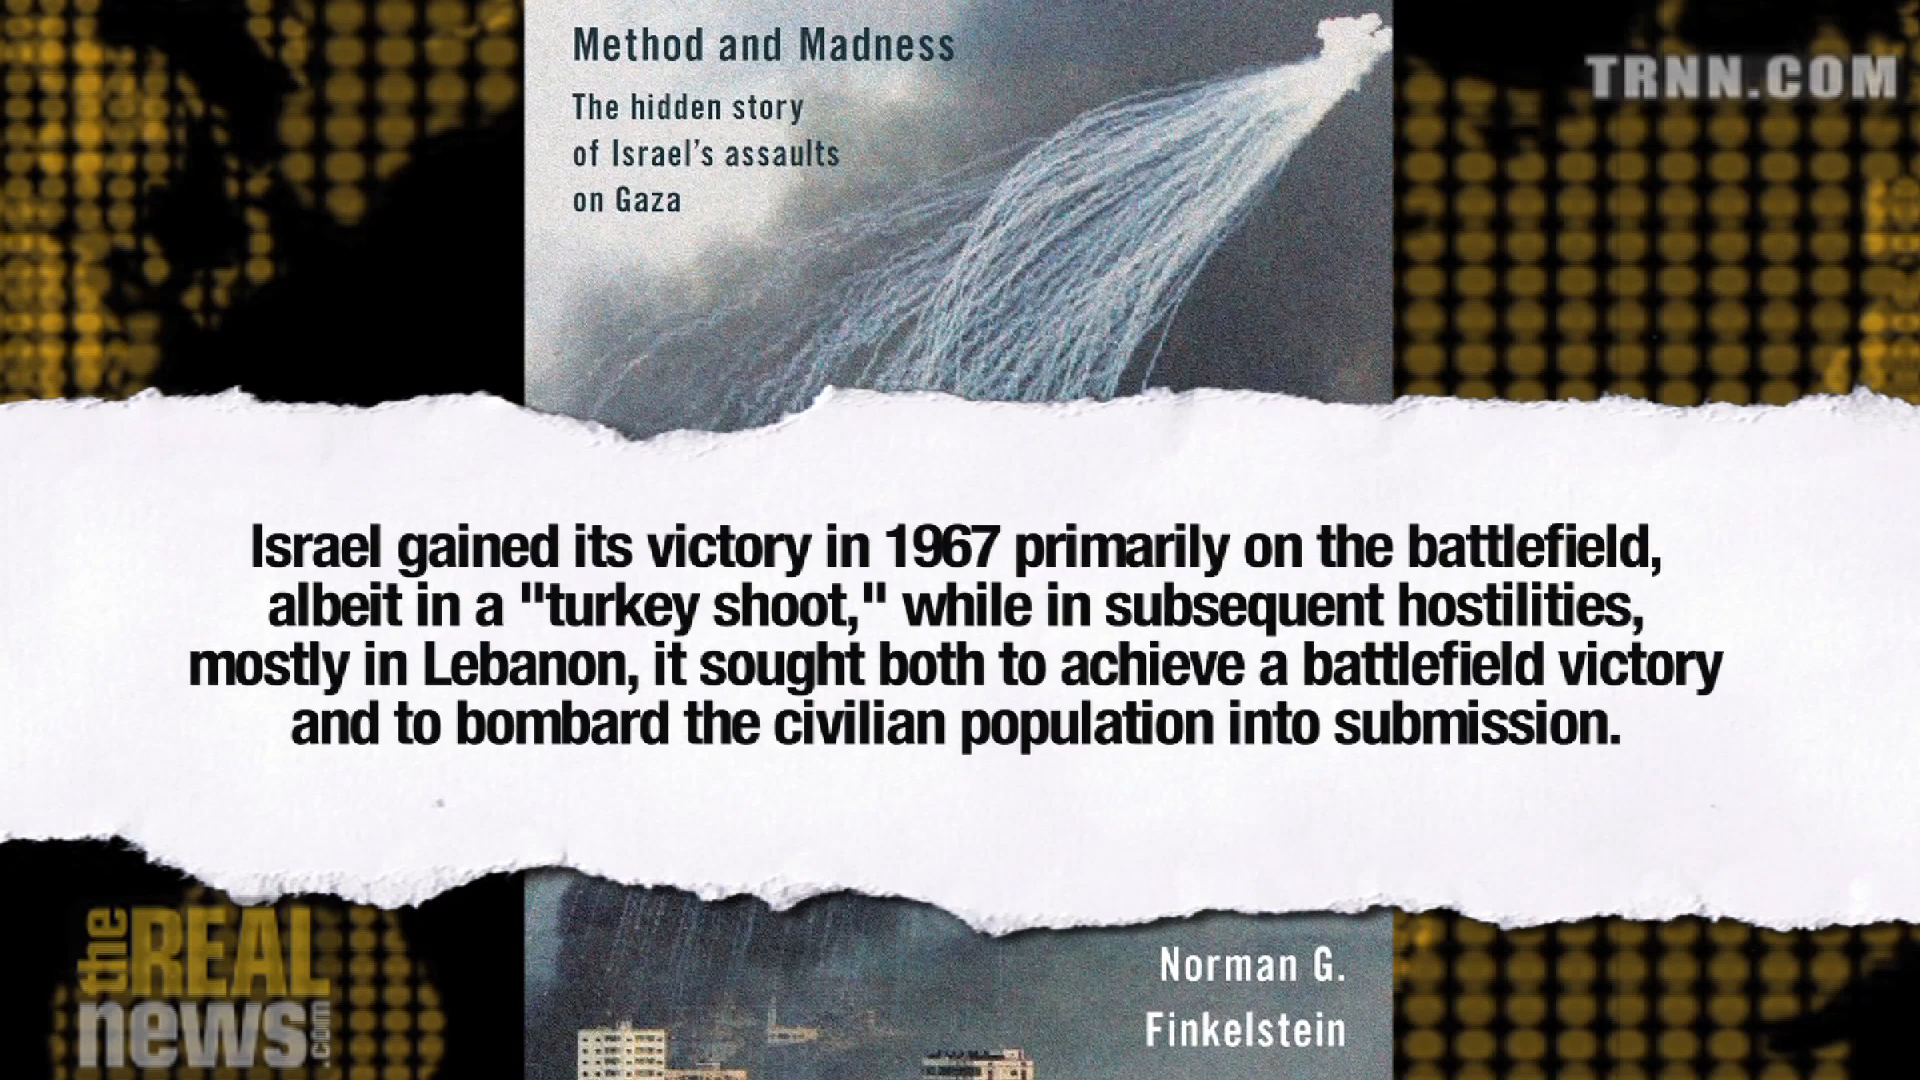 Method and Madness
The hidden story
of Israel's assaults
on Gaza
TRNN.COM
Israel gained its victory in 1967 primarily on the battlefield,
albeit in a "turkey shoot," while in subsequent hostilities,
mostly in Lebanon, it sought both to achieve a battlefield victory
and to bombard the civilian population into submission.
the REAL
news.com
Norman G.
Finkelstein